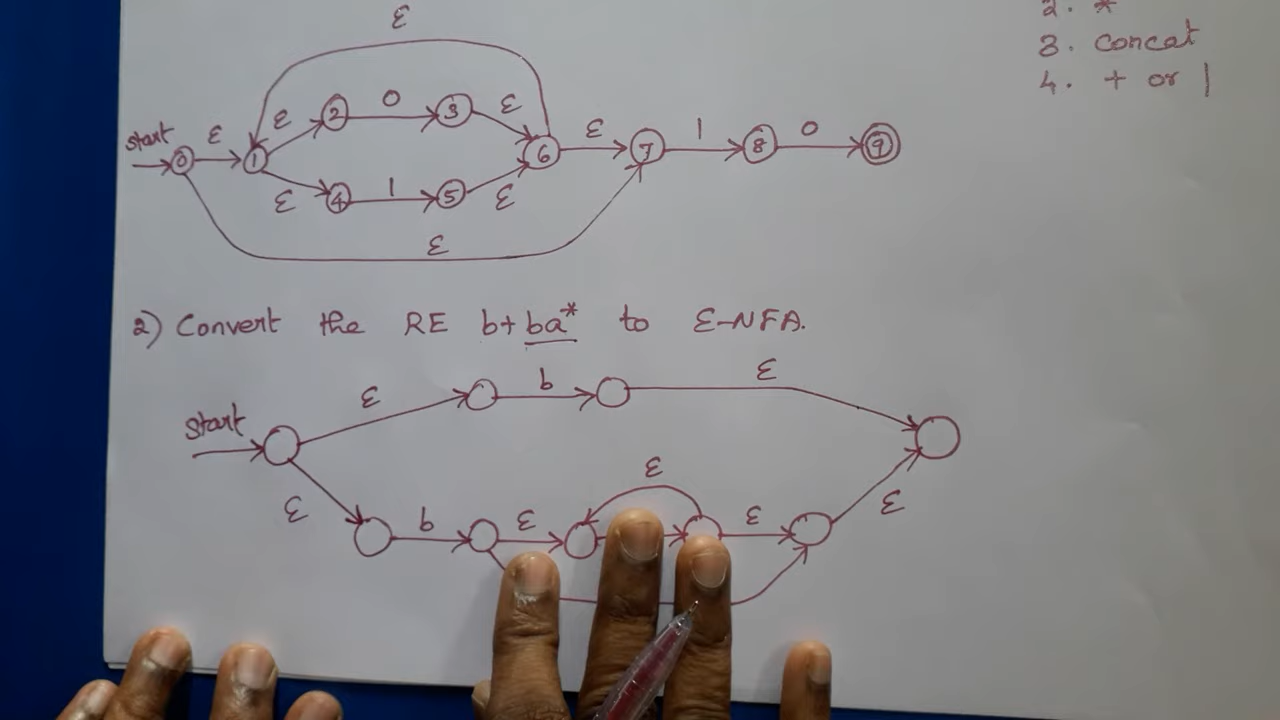 2. *
3. Concat
4. + or |
ε
start ε 0 1 ε 2 0 3 ε 6 ε 7 1 8 0 9
ε 4 1 5 ε
ε
2) Convert the RE b+ba* to ε-NFA.
ε b ε
start
ε b ε ε ε ε